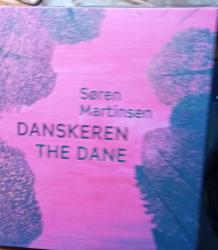 Søren
Martinsen
DANSKEREN
THE DANE